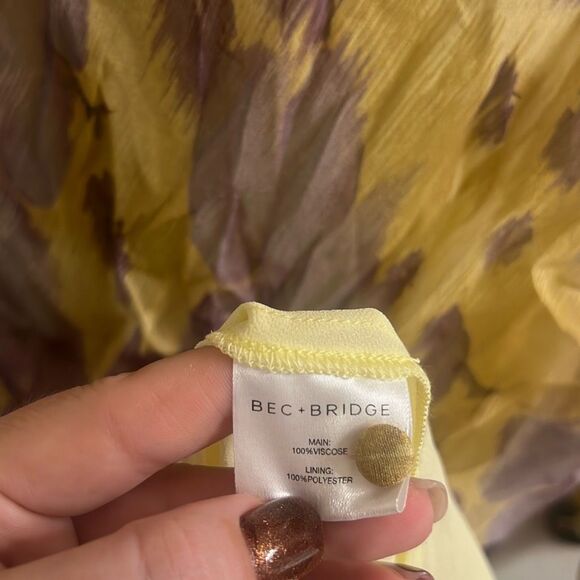 BEC + BRIDGE
MAIN:
100%VISCOSE
LINING:
100%POLYESTER